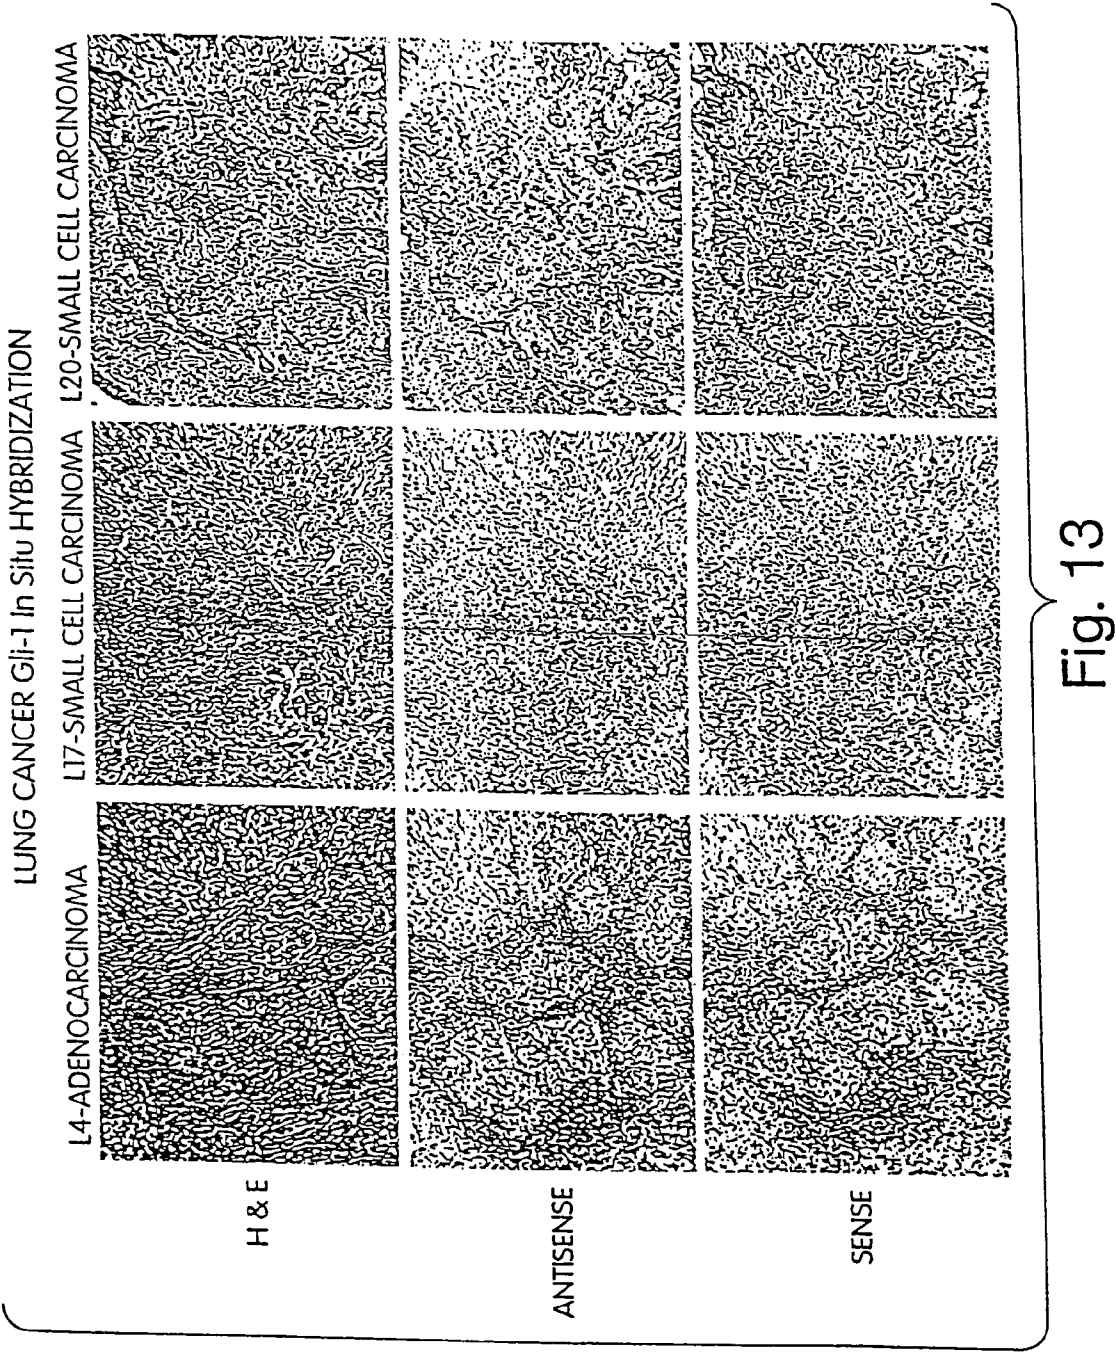 LUNG CANCER Gli-1 In Situ HYBRIDIZATION
L4-ADENOCARCINOMA
L17-SMALL CELL CARCINOMA
L20-SMALL CELL CARCINOMA
H & E
ANTISENSE
SENSE
Fig. 13